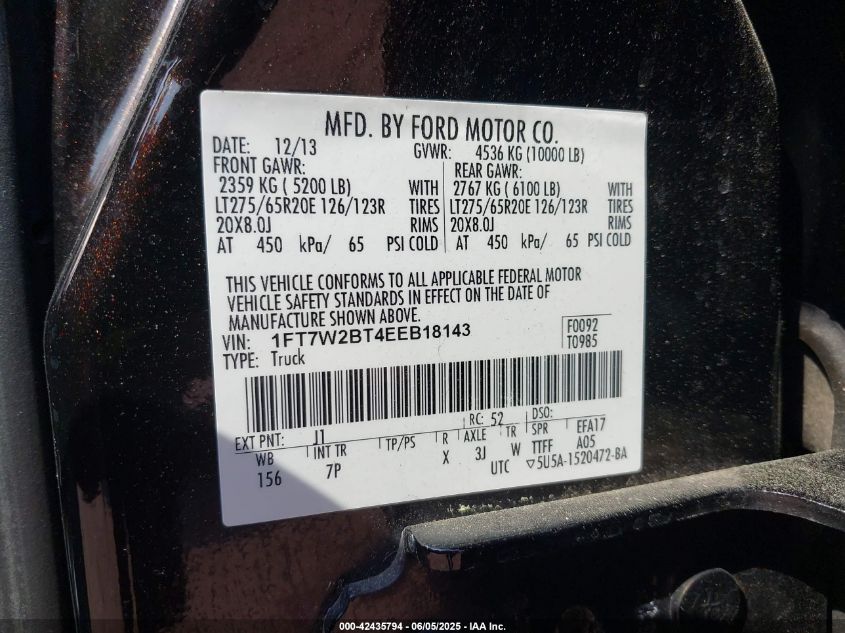 MFD. BY FORD MOTOR CO.
DATE: 12/13 GVWR: 4536 KG (10000 LB)
FRONT GAWR: REAR GAWR:
2359 KG ( 5200 LB) WITH 2767 KG ( 6100 LB) WITH
LT275/65R20E 126/123R TIRES LT275/65R20E 126/123R TIRES
20X8.0J RIMS 20X8.0J RIMS
AT 450 kPa/ 65 PSI COLD AT 450 kPa/ 65 PSI COLD
THIS VEHICLE CONFORMS TO ALL APPLICABLE FEDERAL MOTOR
VEHICLE SAFETY STANDARDS IN EFFECT ON THE DATE OF
MANUFACTURE SHOWN ABOVE.
VIN: 1FT7W2BT4EEB18143 F0092
TYPE: Truck T0985
EXT PNT: J1 RC: 52 DSO:
WB INT TR TP/PS R AXLE TR SPR EFA17
156 7P X 3J W TTFF A05
UTC ▽5U5A-1520472-BA
000-42435794 - 06/05/2025 - IAA Inc.